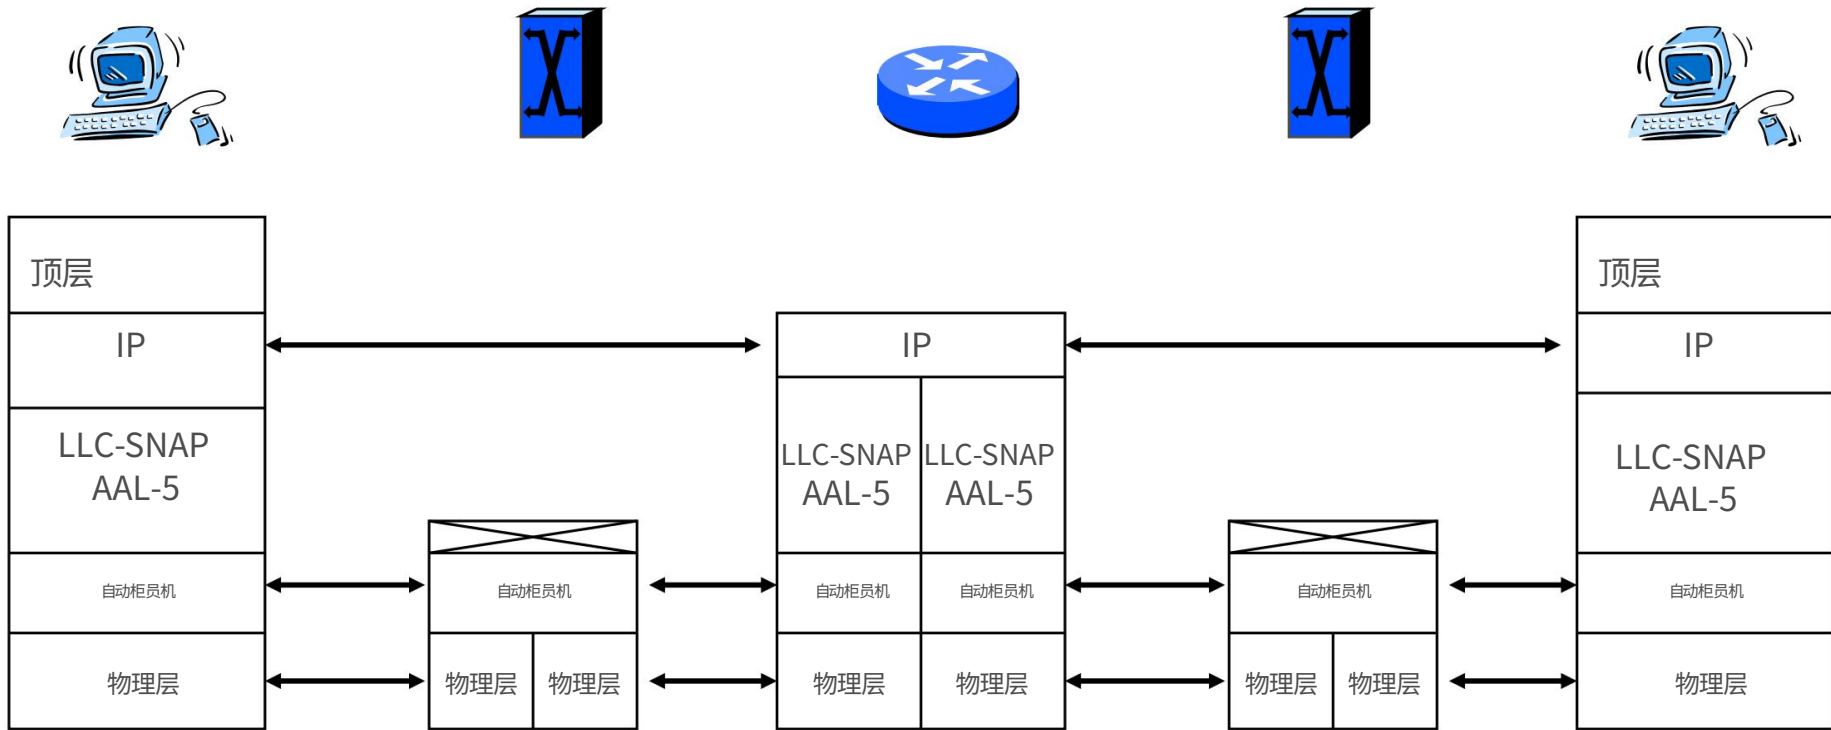 顶层
顶层
IP
IP
IP
LLC-SNAP
AAL-5
LLC-SNAP
AAL-5
LLC-SNAP
AAL-5
LLC-SNAP
AAL-5
自动柜员机
自动柜员机
自动柜员机
自动柜员机
自动柜员机
自动柜员机
物理层
物理层
物理层
物理层
物理层
物理层
物理层
物理层